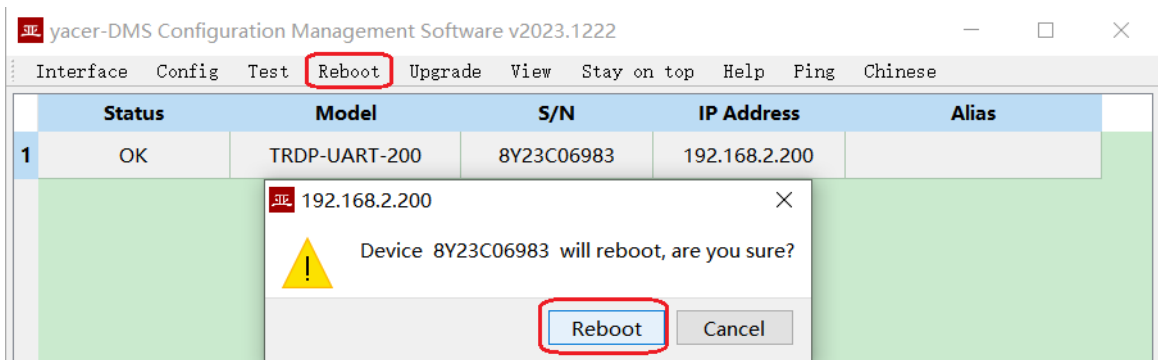 亚 yacer-DMS Configuration Management Software v2023.1222
Interface Config Test Reboot Upgrade View Stay on top Help Ping Chinese
Status Model S/N IP Address Alias
1 OK TRDP-UART-200 8Y23C06983 192.168.2.200
亚 192.168.2.200
Device 8Y23C06983 will reboot, are you sure?
Reboot Cancel